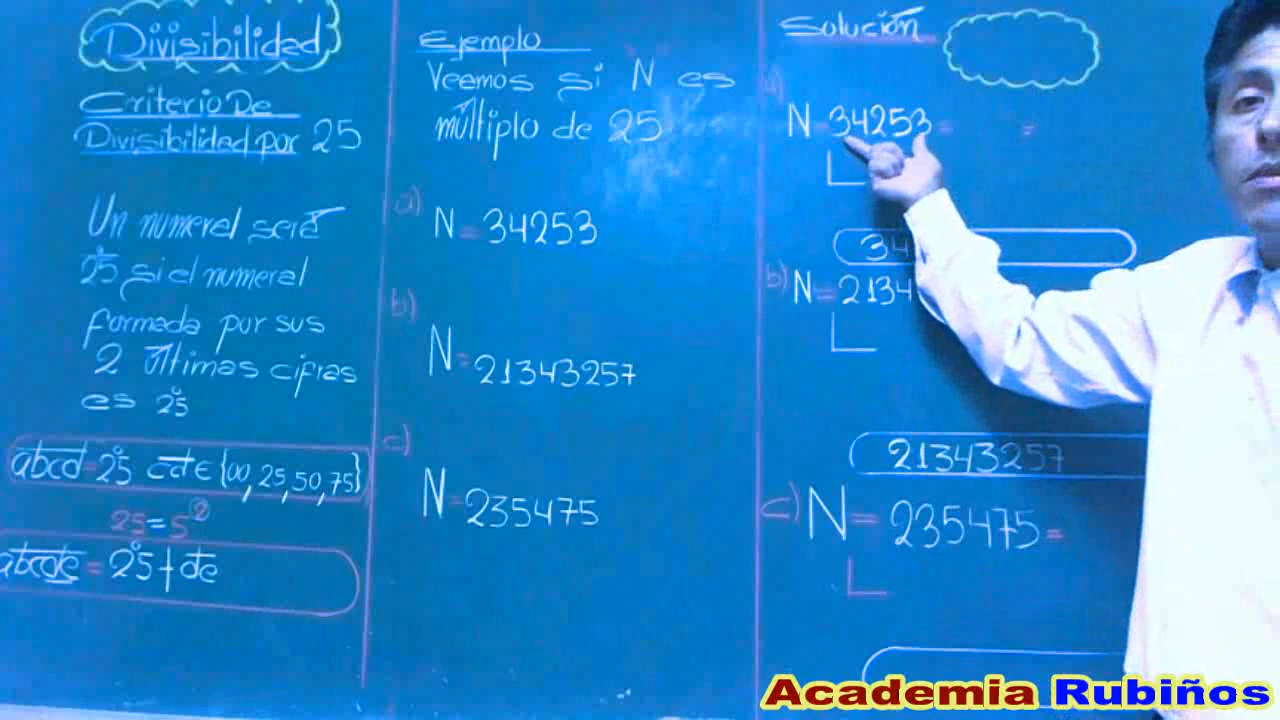 Divisibilidad
Criterio De
Divisibilidad por 25
Un numeral será
25° si el numeral
formada por sus
2 últimas cifras
es 25°
abcd = 25° cd ∈ {00, 25, 50, 75}
25 = 5²
abcde = 25° + de
Ejemplo
Veamos si N es
múltiplo de 25
a)
N = 34253
b)
N = 21343257
c)
N = 235475
Solución
a)
N = 34253 = =
34
b) N = 2134
21343257
c) N = 235475 =
Academia Rubiños